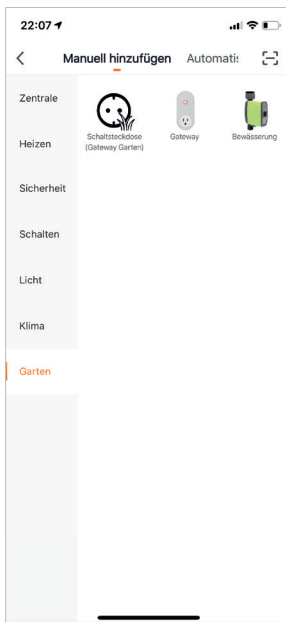 22:07
Manuell hinzufügen Automatis
Zentrale
Heizen
Sicherheit
Schalten
Licht
Klima
Garten
Schaltsteckdose
(Gateway Garten)
Gateway
Bewässerung